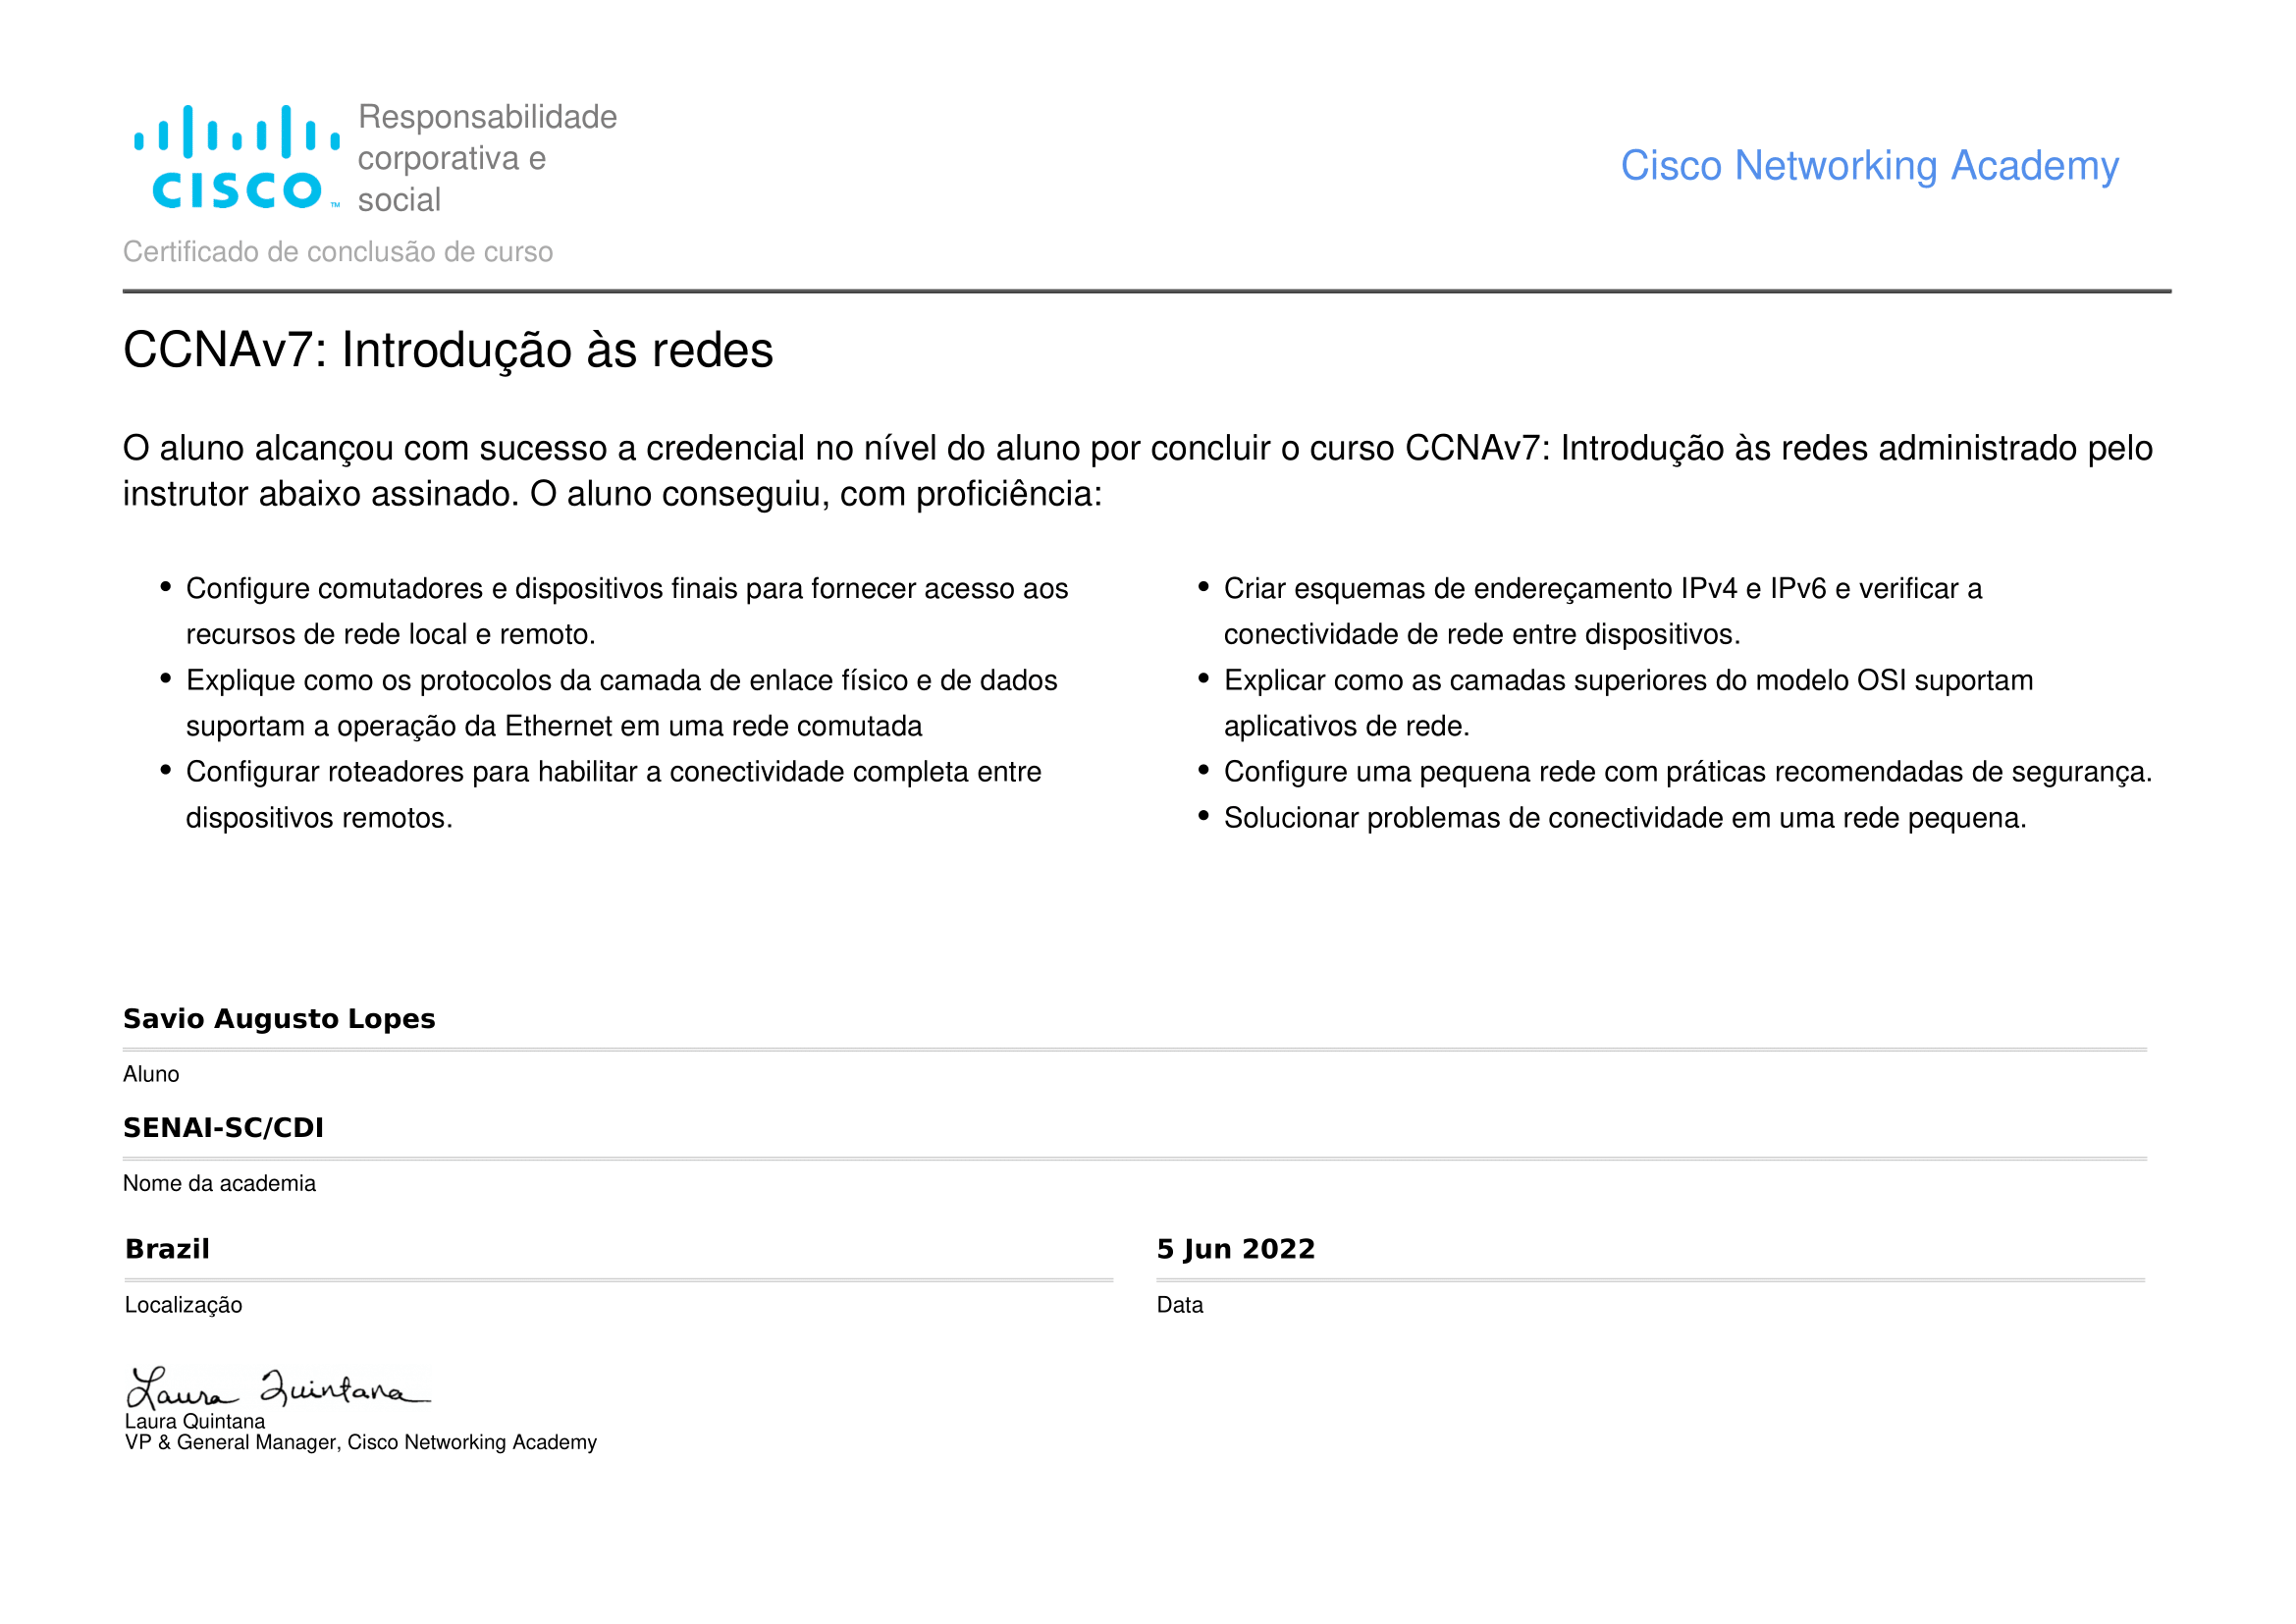 CISCO™
Responsabilidade
corporativa e
social
Cisco Networking Academy
Certificado de conclusão de curso
CCNAv7: Introdução às redes
O aluno alcançou com sucesso a credencial no nível do aluno por concluir o curso CCNAv7: Introdução às redes administrado pelo
instrutor abaixo assinado. O aluno conseguiu, com proficiência:
• Configure comutadores e dispositivos finais para fornecer acesso aos
recursos de rede local e remoto.
• Explique como os protocolos da camada de enlace físico e de dados
suportam a operação da Ethernet em uma rede comutada
• Configurar roteadores para habilitar a conectividade completa entre
dispositivos remotos.
• Criar esquemas de endereçamento IPv4 e IPv6 e verificar a
conectividade de rede entre dispositivos.
• Explicar como as camadas superiores do modelo OSI suportam
aplicativos de rede.
• Configure uma pequena rede com práticas recomendadas de segurança.
• Solucionar problemas de conectividade em uma rede pequena.
Savio Augusto Lopes
Aluno
SENAI-SC/CDI
Nome da academia
Brazil
Localização
5 Jun 2022
Data
Laura Quintana
Laura Quintana
VP & General Manager, Cisco Networking Academy